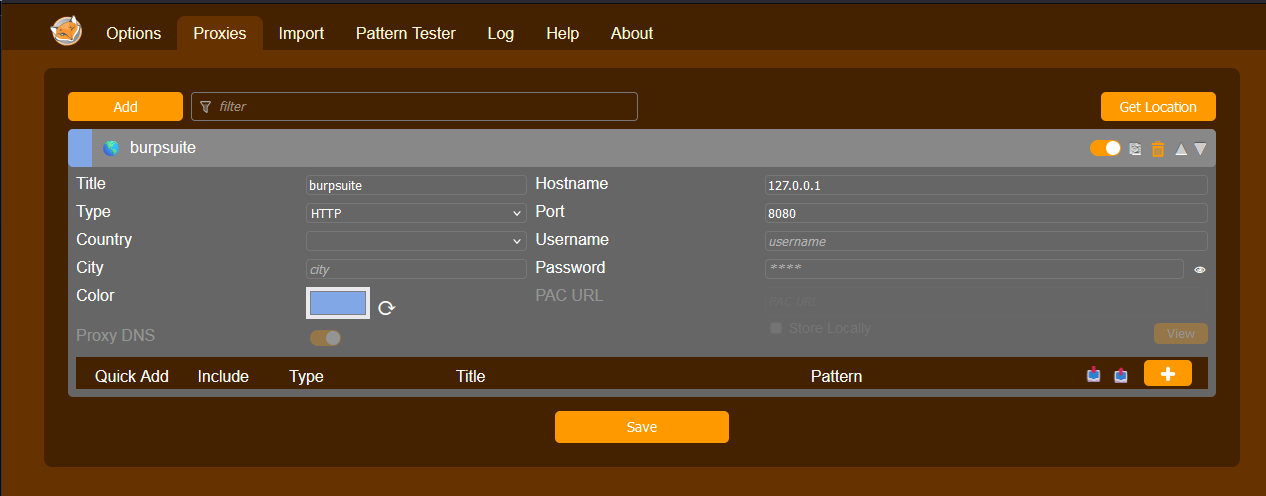 Options Proxies Import Pattern Tester Log Help About
Add filter Get Location
burpsuite
Title burpsuite Hostname 127.0.0.1
Type HTTP Port 8080
Country Username username
City city Password ****
Color PAC URL PAC URL
Proxy DNS Store Locally View
Quick Add Include Type Title Pattern
Save